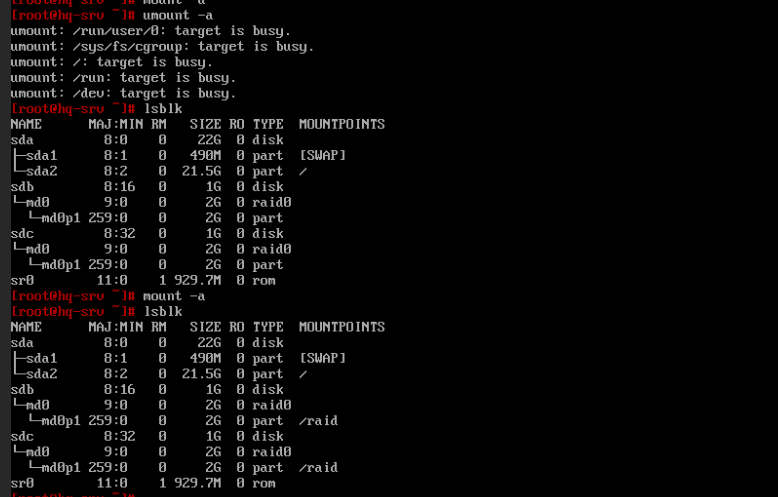 [root@hq-srv ~]# mount -a
[root@hq-srv ~]# umount -a
umount: /run/user/0: target is busy.
umount: /sys/fs/cgroup: target is busy.
umount: /: target is busy.
umount: /run: target is busy.
umount: /dev: target is busy.
[root@hq-srv ~]# lsblk
NAME      MAJ:MIN RM   SIZE RO TYPE  MOUNTPOINTS
sda         8:0    0    22G  0 disk
├─sda1      8:1    0   490M  0 part  [SWAP]
└─sda2      8:2    0  21.5G  0 part  /
sdb         8:16   0     1G  0 disk
└─md0       9:0    0     2G  0 raid0
  └─md0p1 259:0    0     2G  0 part
sdc         8:32   0     1G  0 disk
└─md0       9:0    0     2G  0 raid0
  └─md0p1 259:0    0     2G  0 part
sr0        11:0    1 929.7M  0 rom
[root@hq-srv ~]# mount -a
[root@hq-srv ~]# lsblk
NAME      MAJ:MIN RM   SIZE RO TYPE  MOUNTPOINTS
sda         8:0    0    22G  0 disk
├─sda1      8:1    0   490M  0 part  [SWAP]
└─sda2      8:2    0  21.5G  0 part  /
sdb         8:16   0     1G  0 disk
└─md0       9:0    0     2G  0 raid0
  └─md0p1 259:0    0     2G  0 part  /raid
sdc         8:32   0     1G  0 disk
└─md0       9:0    0     2G  0 raid0
  └─md0p1 259:0    0     2G  0 part  /raid
sr0        11:0    1 929.7M  0 rom
[root@hq-srv ~]#